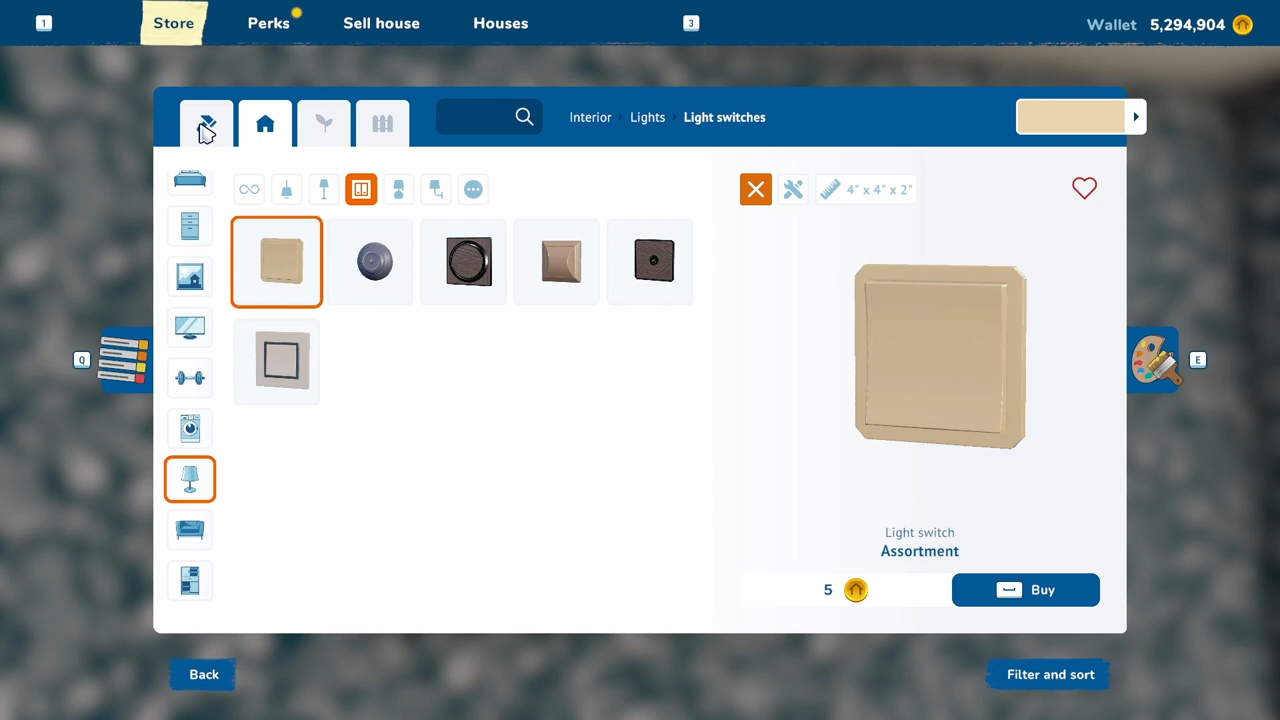 1 Store Perks Sell house Houses 3 Wallet 5,294,904
Interior Lights Light switches
4" x 4" x 2"
Q
E
Light switch
Assortment
5 Buy
Back Filter and sort